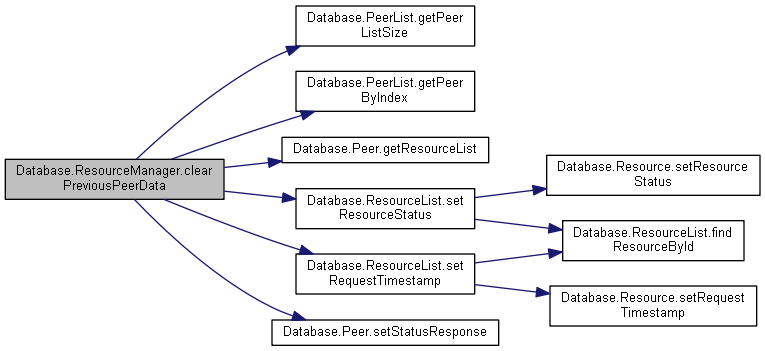 Database.ResourceManager.clear
PreviousPeerData
Database.PeerList.getPeer
ListSize
Database.PeerList.getPeer
ByIndex
Database.Peer.getResourceList
Database.ResourceList.set
ResourceStatus
Database.ResourceList.set
RequestTimestamp
Database.Peer.setStatusResponse
Database.Resource.setResource
Status
Database.ResourceList.find
ResourceById
Database.Resource.setRequest
Timestamp